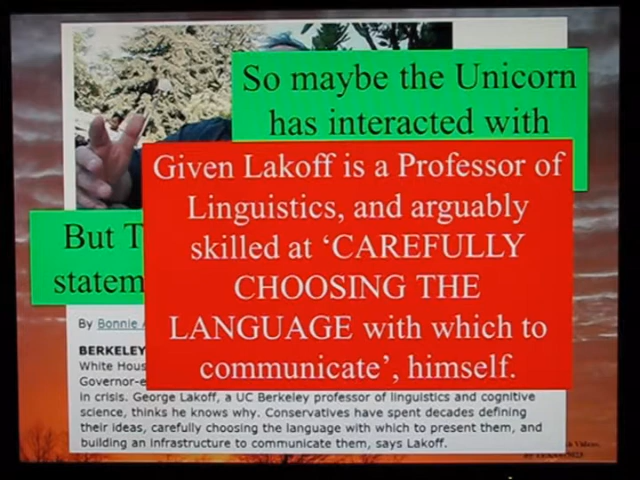 So maybe the Unicorn
has interacted with
Given Lakoff is a Professor of
Linguistics, and arguably
skilled at ‘CAREFULLY
CHOOSING THE
LANGUAGE with which to
communicate’, himself.
But T
statem
By Bonnie
BERKELEY
White Hous
Governor-e
in crisis. George Lakoff, a UC Berkeley professor of linguistics and cognitive
science, thinks he knows why. Conservatives have spent decades defining
their ideas, carefully choosing the language with which to present them, and
building an infrastructure to communicate them, says Lakoff.